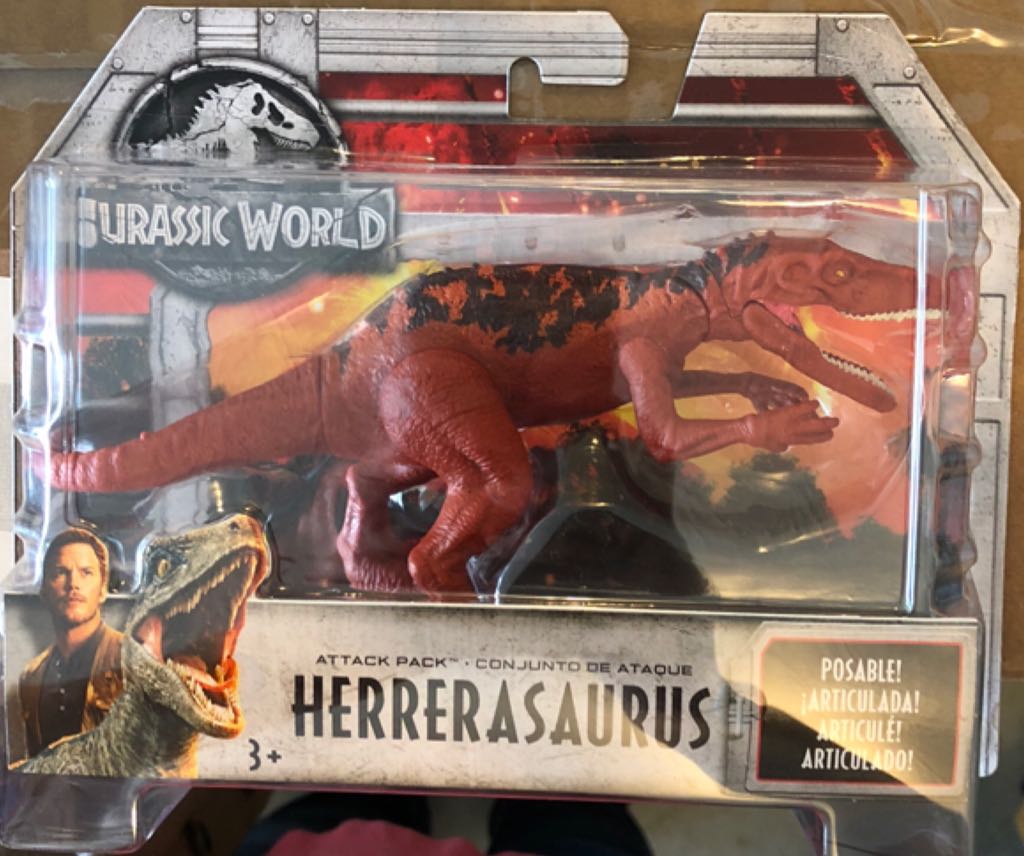 JURASSIC WORLD
ATTACK PACK™ • CONJUNTO DE ATAQUE
HERRERASAURUS
3+
POSABLE!
¡ARTICULADA!
ARTICULÉ!
ARTICULADO!